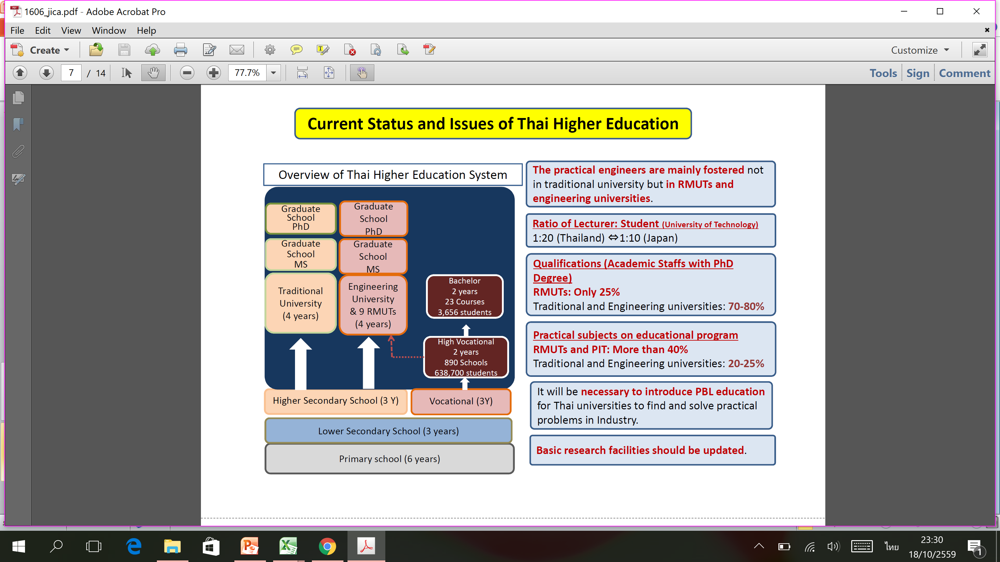 1606_jica.pdf - Adobe Acrobat Pro
File Edit View Window Help
Create
Customize
7 / 14
77.7%
Tools Sign Comment
Current Status and Issues of Thai Higher Education
Overview of Thai Higher Education System
Graduate
School
PhD
Graduate
School
PhD
Graduate
School
MS
Graduate
School
MS
Traditional
University
(4 years)
Engineering
University
& 9 RMUTs
(4 years)
Bachelor
2 years
23 Courses
3,656 students
High Vocational
2 years
890 Schools
638,700 students
Higher Secondary School (3 Y)
Vocational (3Y)
Lower Secondary School (3 years)
Primary school (6 years)
The practical engineers are mainly fostered not
in traditional university but in RMUTs and
engineering universities.
Ratio of Lecturer: Student (University of Technology)
1:20 (Thailand) ⇔1:10 (Japan)
Qualifications (Academic Staffs with PhD
Degree)
RMUTs: Only 25%
Traditional and Engineering universities: 70-80%
Practical subjects on educational program
RMUTs and PIT: More than 40%
Traditional and Engineering universities: 20-25%
It will be necessary to introduce PBL education
for Thai universities to find and solve practical
problems in Industry.
Basic research facilities should be updated.
ไทย
23:30
18/10/2559
1